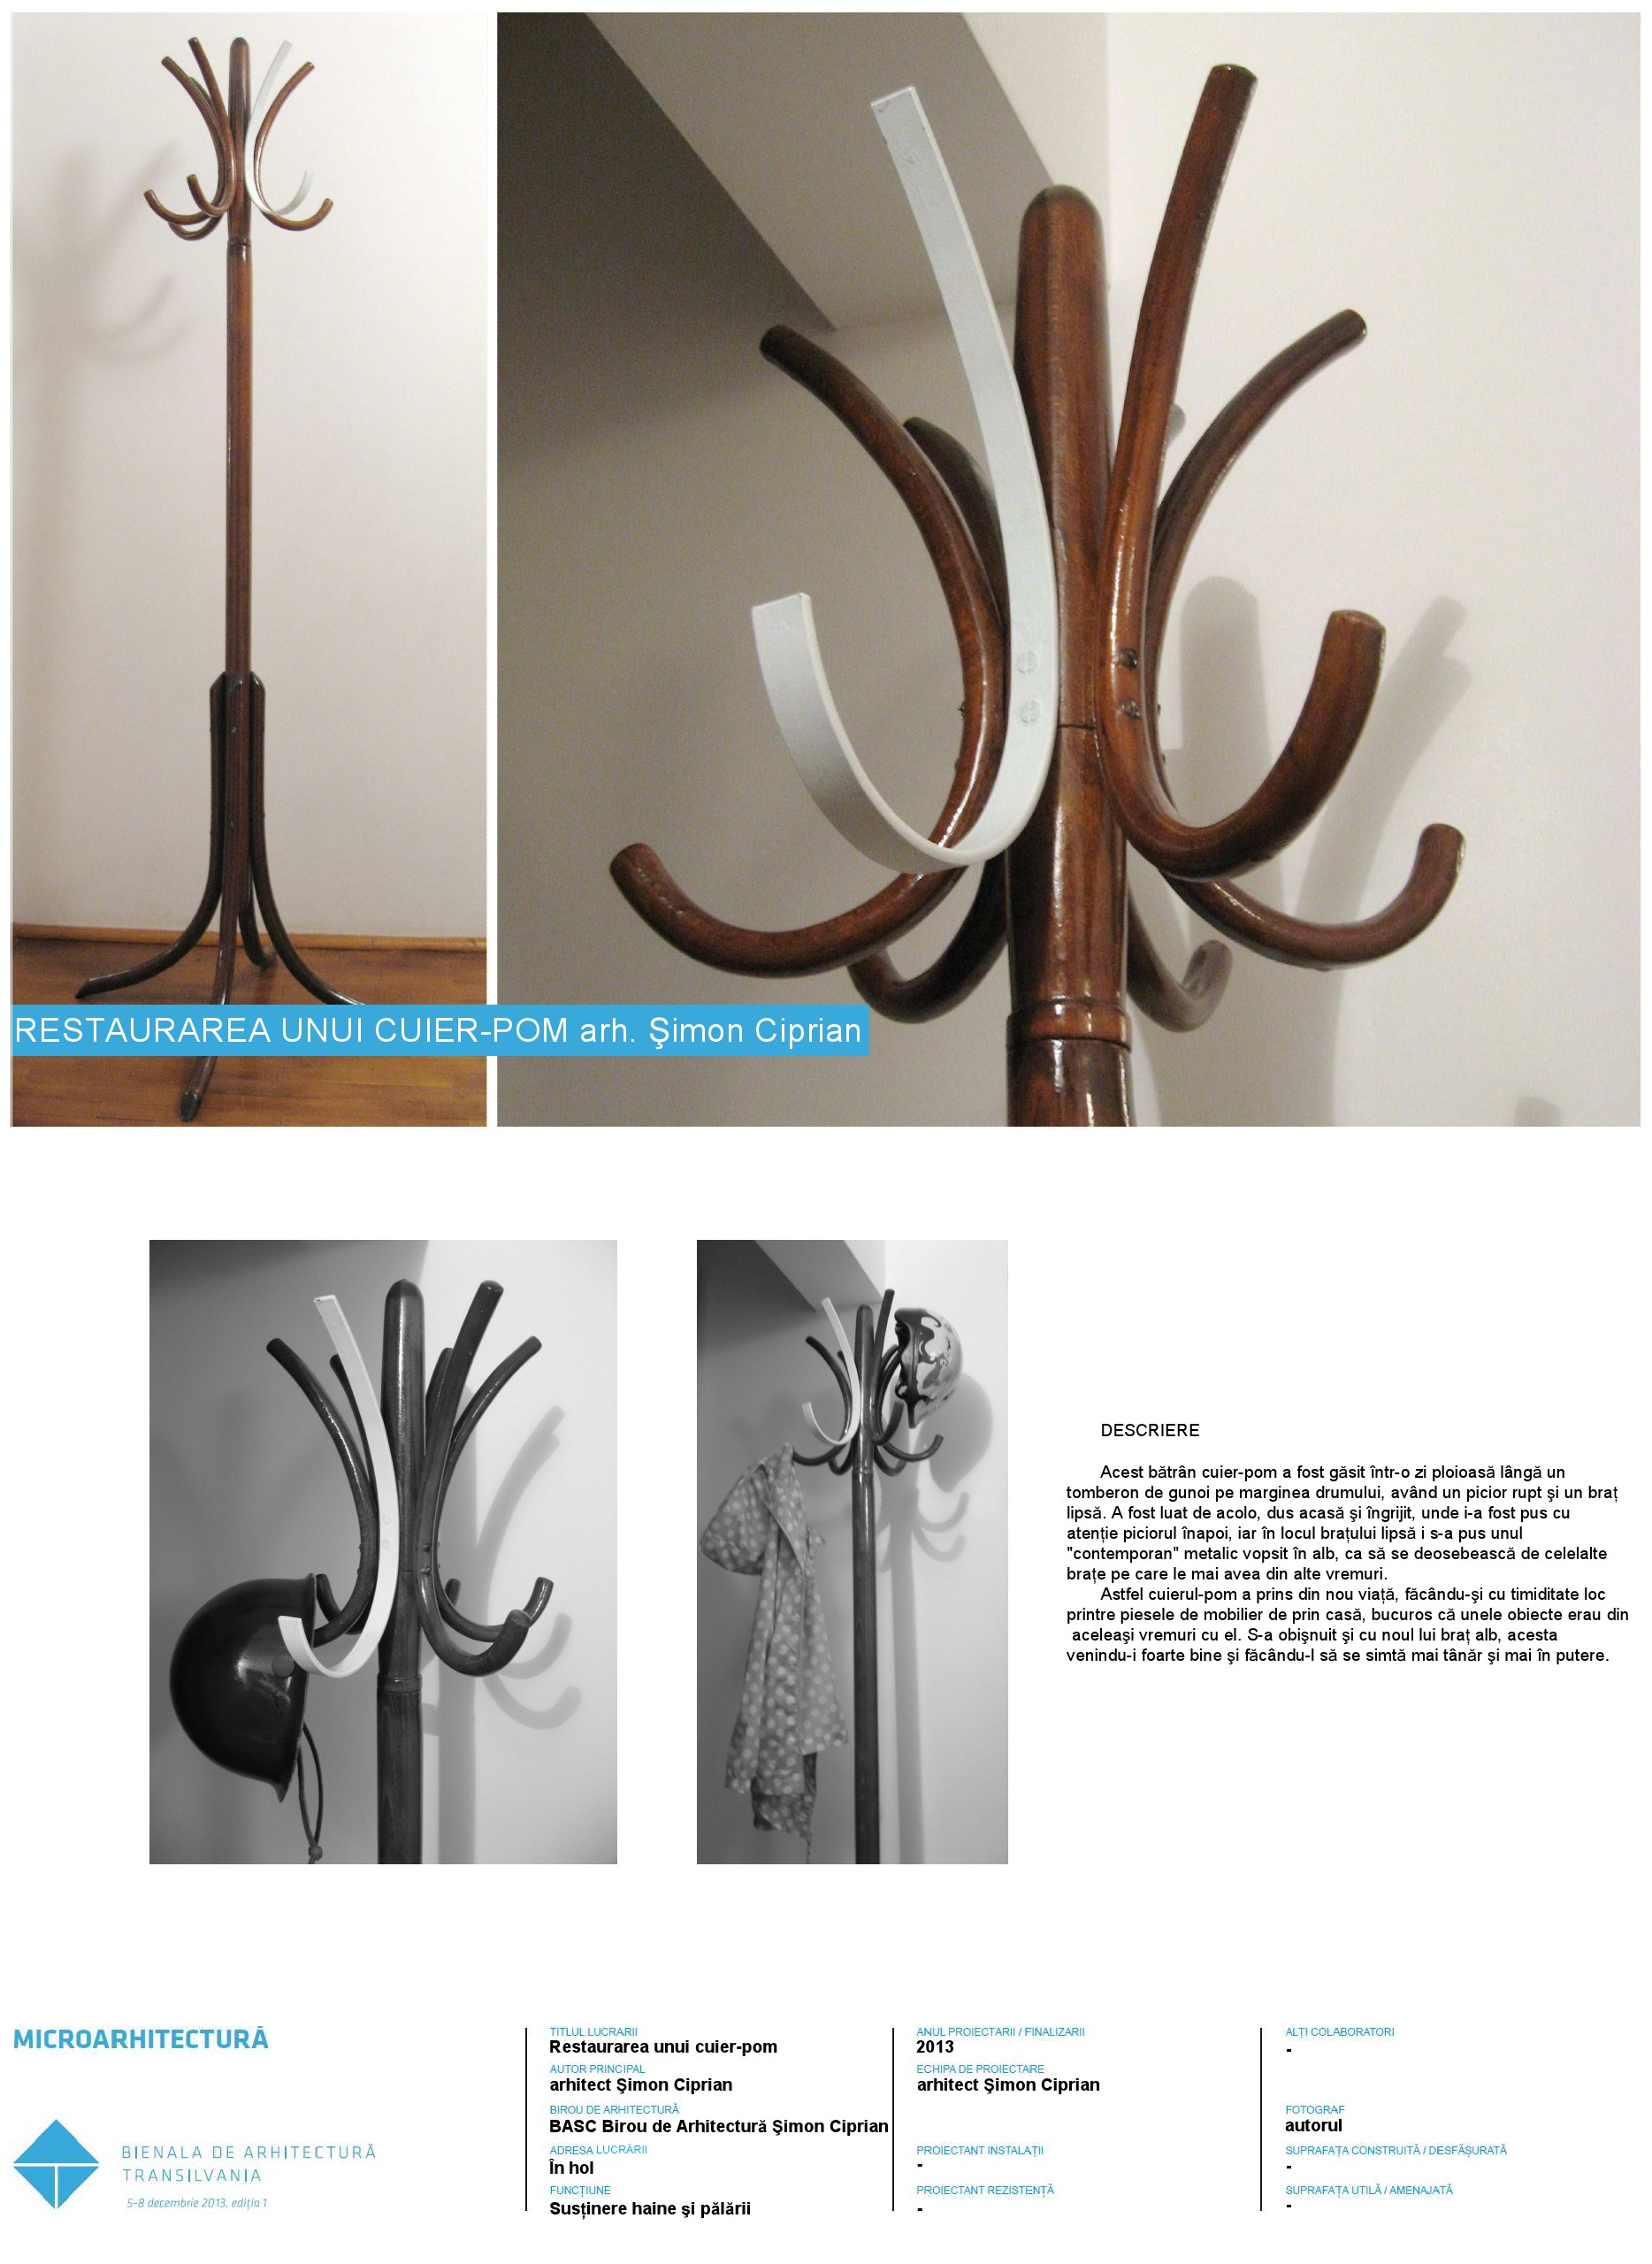 RESTAURAREA UNUI CUIER-POM arh. Şimon Ciprian
DESCRIERE
Acest bătrân cuier-pom a fost găsit într-o zi ploioasă lângă un
tomberon de gunoi pe marginea drumului, având un picior rupt şi un braţ
lipsă. A fost luat de acolo, dus acasă şi îngrijit, unde i-a fost pus cu
atenţie piciorul înapoi, iar în locul braţului lipsă i s-a pus unul
"contemporan" metalic vopsit în alb, ca să se deosebească de celelalte
braţe pe care le mai avea din alte vremuri.
Astfel cuierul-pom a prins din nou viaţă, făcându-şi cu timiditate loc
printre piesele de mobilier de prin casă, bucuros că unele obiecte erau din
aceleaşi vremuri cu el. S-a obişnuit şi cu noul lui braţ alb, acesta
venindu-i foarte bine şi făcându-l să se simtă mai tânăr şi mai în putere.
MICROARHITECTURĂ
BIENALA DE ARHITECTURĂ
TRANSILVANIA
5-8 decembrie 2013, ediţia 1
TITLUL LUCRARII
Restaurarea unui cuier-pom
AUTOR PRINCIPAL
arhitect Şimon Ciprian
BIROU DE ARHITECTURĂ
BASC Birou de Arhitectură Şimon Ciprian
ADRESA LUCRĂRII
În hol
FUNCŢIUNE
Susţinere haine şi pălării
ANUL PROIECTARII / FINALIZARII
2013
ECHIPA DE PROIECTARE
arhitect Şimon Ciprian
PROIECTANT INSTALAŢII
-
PROIECTANT REZISTENŢĂ
-
ALŢI COLABORATORI
-
FOTOGRAF
autorul
SUPRAFAŢA CONSTRUITĂ / DESFĂŞURATĂ
-
SUPRAFAŢA UTILĂ / AMENAJATĂ
-